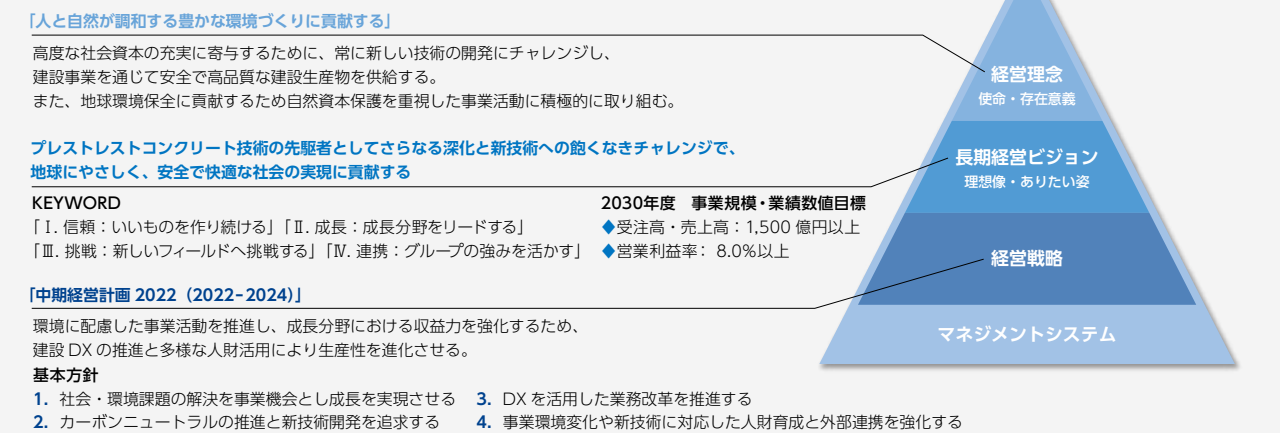 「人と自然が調和する豊かな環境づくりに貢献する」
高度な社会資本の充実に寄与するために、常に新しい技術の開発にチャレンジし、
建設事業を通じて安全で高品質な建設生産物を供給する。
また、地球環境保全に貢献するため自然資本保護を重視した事業活動に積極的に取り組む。
プレストレストコンクリート技術の先駆者としてさらなる深化と新技術への飽くなきチャレンジで、
地球にやさしく、安全で快適な社会の実現に貢献する
KEYWORD
「Ⅰ. 信頼：いいものを作り続ける」「Ⅱ. 成長：成長分野をリードする」
「Ⅲ. 挑戦：新しいフィールドへ挑戦する」「Ⅳ. 連携：グループの強みを活かす」
2030年度　事業規模・業績数値目標
◆受注高・売上高：1,500 億円以上
◆営業利益率： 8.0%以上
「中期経営計画 2022（2022-2024）」
環境に配慮した事業活動を推進し、成長分野における収益力を強化するため、
建設 DX の推進と多様な人財活用により生産性を進化させる。
基本方針
1. 社会・環境課題の解決を事業機会とし成長を実現させる
2. カーボンニュートラルの推進と新技術開発を追求する
3. DX を活用した業務改革を推進する
4. 事業環境変化や新技術に対応した人財育成と外部連携を強化する
経営理念
使命・存在意義
長期経営ビジョン
理想像・ありたい姿
経営戦略
マネジメントシステム